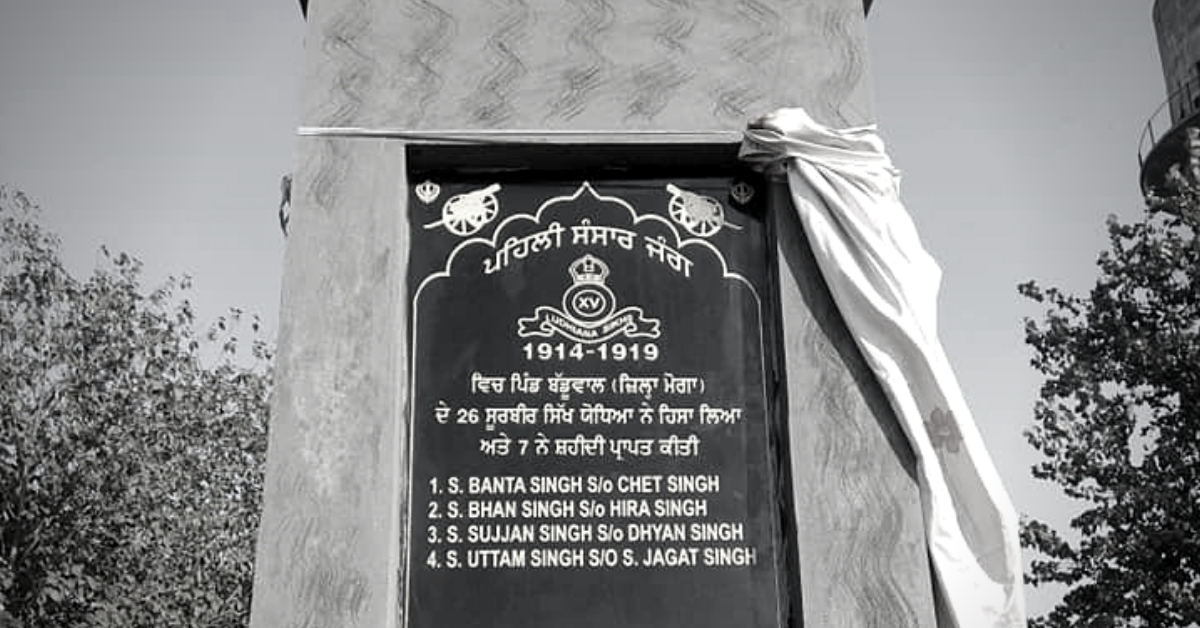 ਪਹਿਲੀ ਸੰਸਾਰ ਜੰਗ
XV
LUDHIANA SIKHS
1914-1919
ਵਿਚ ਪਿੰਡ ਬੱਡੂਵਾਲ (ਜ਼ਿਲ੍ਹਾ ਮੋਗਾ)
ਦੇ 26 ਸੂਰਬੀਰ ਸਿੱਖ ਯੋਧਿਆ ਨੇ ਹਿਸਾ ਲਿਆ
ਅਤੇ 7 ਨੇ ਸ਼ਹੀਦੀ ਪ੍ਰਾਪਤ ਕੀਤੀ
1. S. BANTA SINGH S/o CHET SINGH
2. S. BHAN SINGH S/o HIRA SINGH
3. S. SUJJAN SINGH S/o DHYAN SINGH
4. S. UTTAM SINGH S/O S. JAGAT SINGH